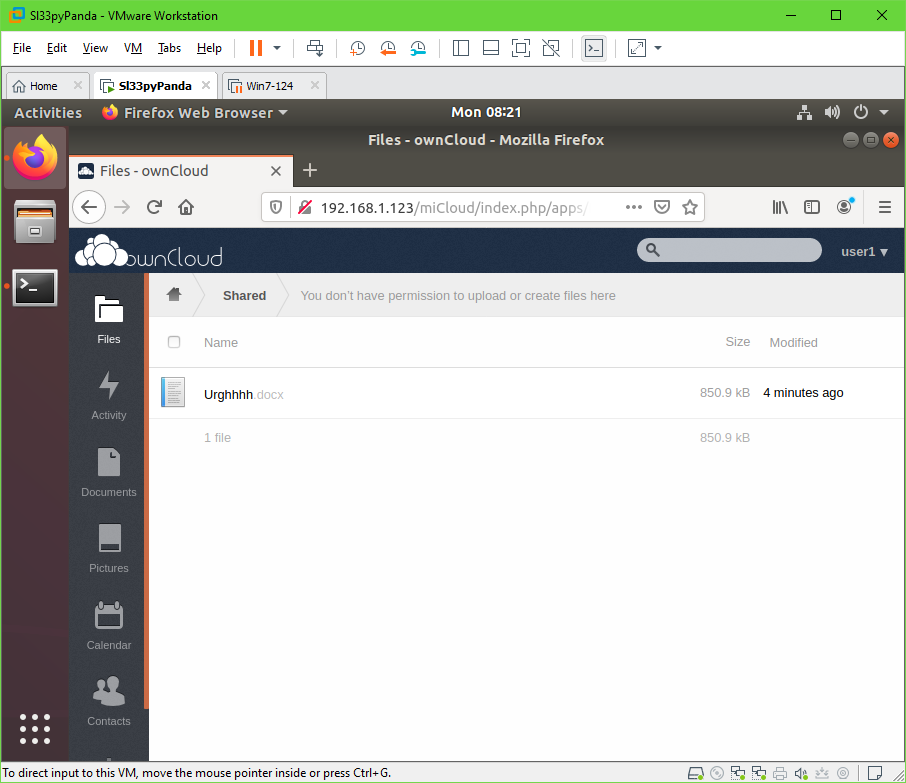 Sl33pyPanda - VMware Workstation
File Edit View VM Tabs Help
Home Sl33pyPanda Win7-124
Activities Firefox Web Browser Mon 08:21
Files - ownCloud - Mozilla Firefox
Files - ownCloud
192.168.1.123/miCloud/index.php/apps/
ownCloud user1
Shared You don't have permission to upload or create files here
Files
Name Size Modified
Urghhhh.docx 850.9 kB 4 minutes ago
Activity
1 file 850.9 kB
Documents
Pictures
Calendar
Contacts
To direct input to this VM, move the mouse pointer inside or press Ctrl+G.